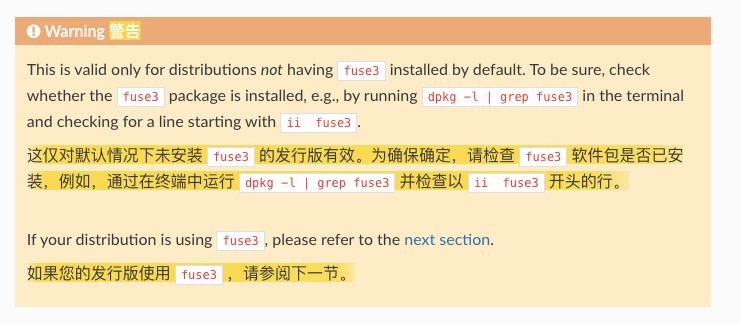 Warning 警告
This is valid only for distributions not having fuse3 installed by default. To be sure, check
whether the fuse3 package is installed, e.g., by running dpkg -l | grep fuse3 in the terminal
and checking for a line starting with ii  fuse3.
这仅对默认情况下未安装 fuse3 的发行版有效。为确保确定，请检查 fuse3 软件包是否已安
装，例如，通过在终端中运行 dpkg -l | grep fuse3 并检查以 ii  fuse3 开头的行。
If your distribution is using fuse3, please refer to the next section.
如果您的发行版使用 fuse3 ，请参阅下一节。